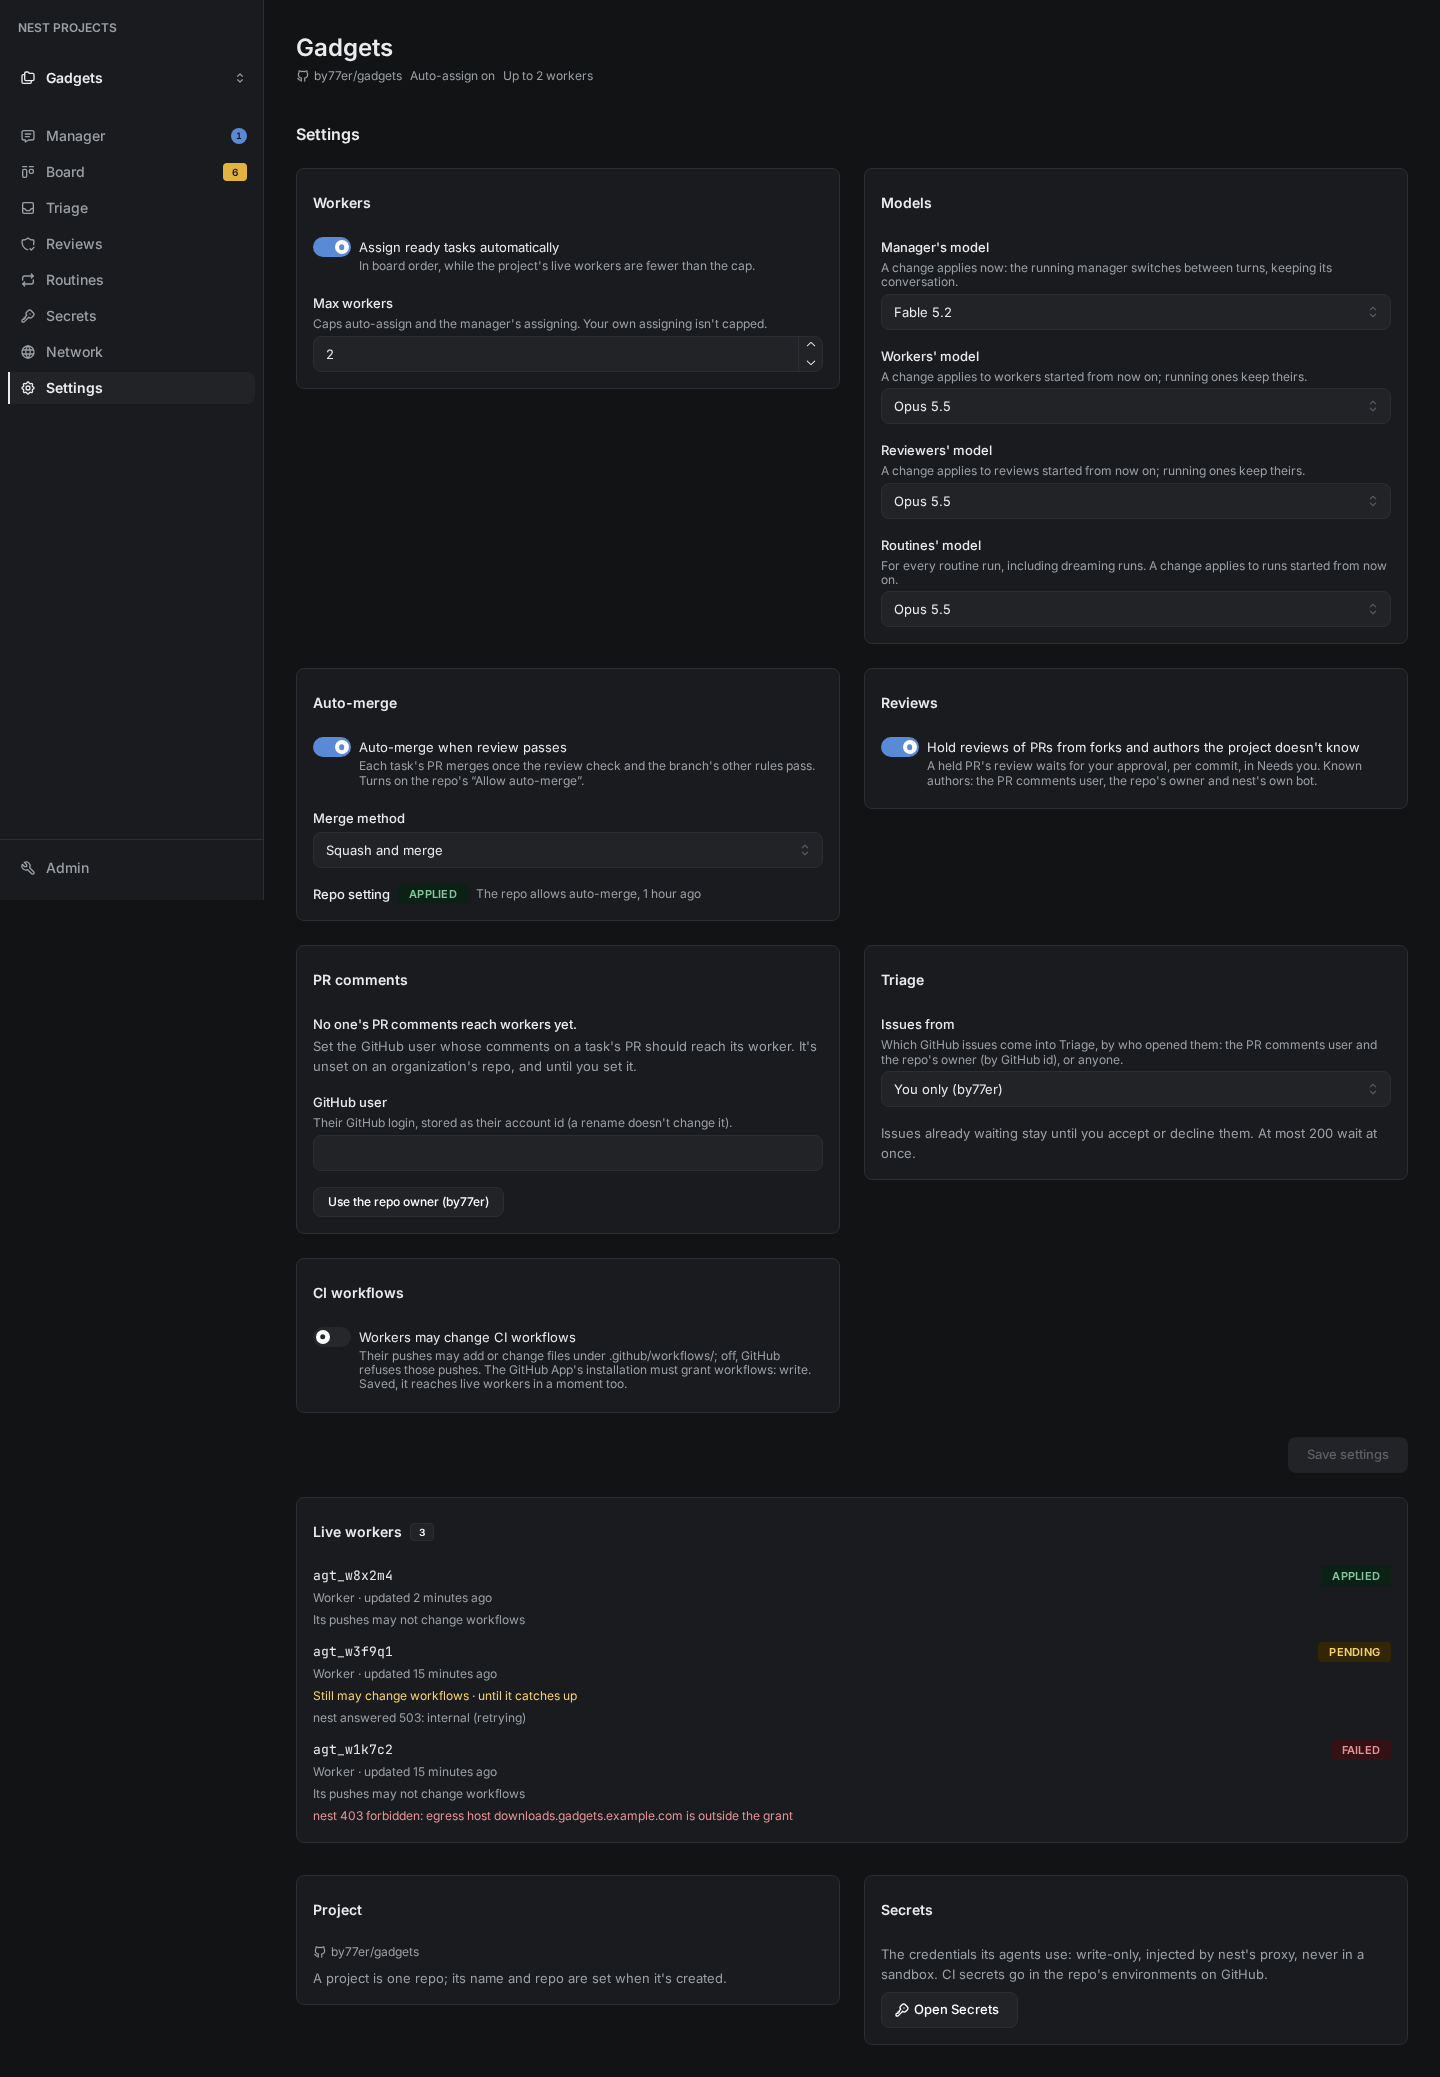 NEST PROJECTS
Gadgets
Manager
1
Board
6
Triage
Reviews
Routines
Secrets
Network
Settings
Admin
Gadgets
by77er/gadgets Auto-assign on Up to 2 workers
Settings
Workers
Assign ready tasks automatically
In board order, while the project's live workers are fewer than the cap.
Max workers
Caps auto-assign and the manager's assigning. Your own assigning isn't capped.
2
Models
Manager's model
A change applies now: the running manager switches between turns, keeping its
conversation.
Fable 5.2
Workers' model
A change applies to workers started from now on; running ones keep theirs.
Opus 5.5
Reviewers' model
A change applies to reviews started from now on; running ones keep theirs.
Opus 5.5
Routines' model
For every routine run, including dreaming runs. A change applies to runs started from now
on.
Opus 5.5
Auto-merge
Auto-merge when review passes
Each task's PR merges once the review check and the branch's other rules pass.
Turns on the repo's “Allow auto-merge”.
Merge method
Squash and merge
Repo setting APPLIED The repo allows auto-merge, 1 hour ago
Reviews
Hold reviews of PRs from forks and authors the project doesn't know
A held PR's review waits for your approval, per commit, in Needs you. Known
authors: the PR comments user, the repo's owner and nest's own bot.
PR comments
No one's PR comments reach workers yet.
Set the GitHub user whose comments on a task's PR should reach its worker. It's
unset on an organization's repo, and until you set it.
GitHub user
Their GitHub login, stored as their account id (a rename doesn't change it).
Use the repo owner (by77er)
Triage
Issues from
Which GitHub issues come into Triage, by who opened them: the PR comments user and
the repo's owner (by GitHub id), or anyone.
You only (by77er)
Issues already waiting stay until you accept or decline them. At most 200 wait at
once.
CI workflows
Workers may change CI workflows
Their pushes may add or change files under .github/workflows/; off, GitHub
refuses those pushes. The GitHub App's installation must grant workflows: write.
Saved, it reaches live workers in a moment too.
Save settings
Live workers 3
agt_w8x2m4
APPLIED
Worker · updated 2 minutes ago
Its pushes may not change workflows
agt_w3f9q1
PENDING
Worker · updated 15 minutes ago
Still may change workflows · until it catches up
nest answered 503: internal (retrying)
agt_w1k7c2
FAILED
Worker · updated 15 minutes ago
Its pushes may not change workflows
nest 403 forbidden: egress host downloads.gadgets.example.com is outside the grant
Project
by77er/gadgets
A project is one repo; its name and repo are set when it's created.
Secrets
The credentials its agents use: write-only, injected by nest's proxy, never in a
sandbox. CI secrets go in the repo's environments on GitHub.
Open Secrets